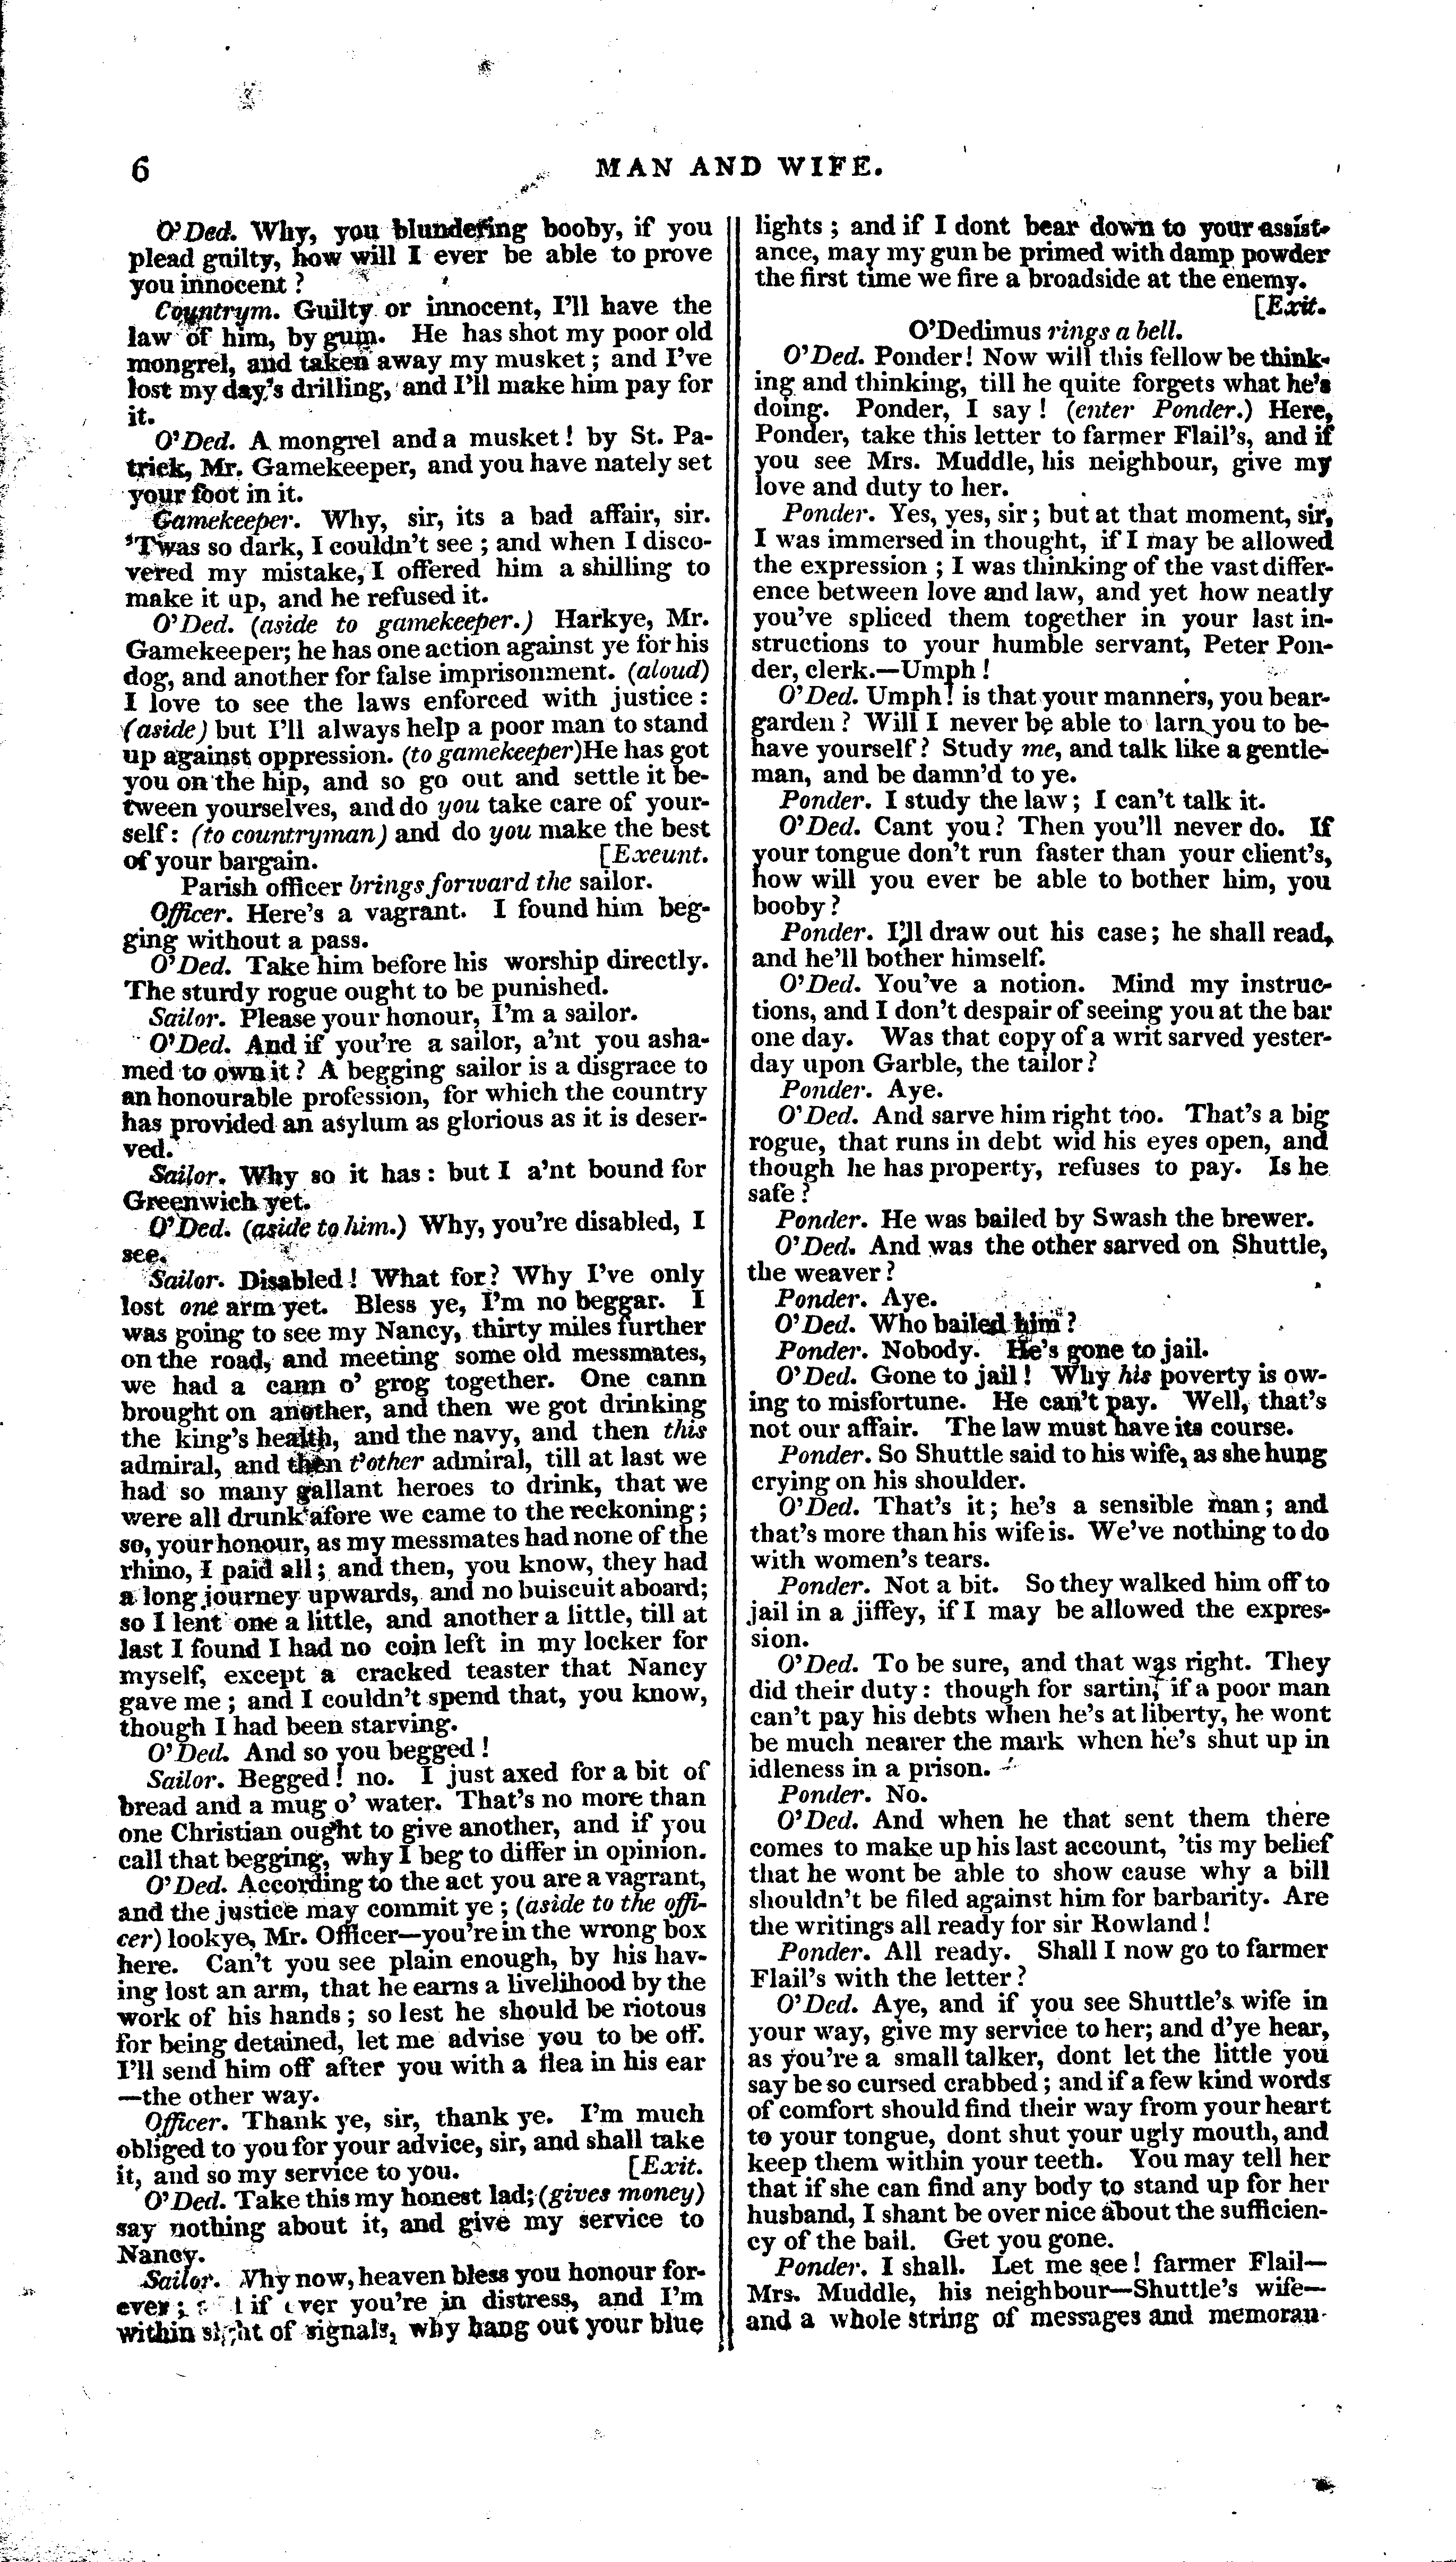 6
MAN AND WIFE.
O'Ded. Why, you blundering booby, if you
plead guilty, how will I ever be able to prove
you innocent?
Countrym. Guilty or innocent, I'll have the
law of him, by gum. He has shot my poor old
mongrel, and taken away my musket; and I've
lost my day's drilling, and I'll make him pay for
it.
O'Ded. A mongrel and a musket! by St. Pa-
trick, Mr. Gamekeeper, and you have nately set
your foot in it.
Gamekeeper. Why, sir, its a bad affair, sir.
'Twas so dark, I couldn't see; and when I disco-
vered my mistake, I offered him a shilling to
make it up, and he refused it.
O'Ded. (aside to gamekeeper.) Harkye, Mr.
Gamekeeper; he has one action against ye for his
dog, and another for false imprisonment. (aloud)
I love to see the laws enforced with justice:
(aside) but I'll always help a poor man to stand
up against oppression. (to gamekeeper) He has got
you on the hip, and so go out and settle it be-
tween yourselves, and do you take care of your-
self: (to countryman) and do you make the best
of your bargain. [Exeunt.
Parish officer brings forward the sailor.
Officer. Here's a vagrant. I found him beg-
ging without a pass.
O'Ded. Take him before his worship directly.
The sturdy rogue ought to be punished.
Sailor. Please your honour, I'm a sailor.
O'Ded. And if you're a sailor, a'nt you asha-
med to own it? A begging sailor is a disgrace to
an honourable profession, for which the country
has provided an asylum as glorious as it is deser-
ved.
Sailor. Why so it has: but I a'nt bound for
Greenwich yet.
O'Ded. (aside to him.) Why, you're disabled, I
see.
Sailor. Disabled! What for? Why I've only
lost one arm yet. Bless ye, I'm no beggar. I
was going to see my Nancy, thirty miles further
on the road, and meeting some old messmates,
we had a cann o' grog together. One cann
brought on another, and then we got drinking
the king's health, and the navy, and then this
admiral, and then t'other admiral, till at last we
had so many gallant heroes to drink, that we
were all drunk afore we came to the reckoning;
so, your honour, as my messmates had none of the
rhino, I paid all; and then, you know, they had
a long journey upwards, and no buiscuit aboard;
so I lent one a little, and another a little, till at
last I found I had no coin left in my locker for
myself, except a cracked teaster that Nancy
gave me; and I couldn't spend that, you know,
though I had been starving.
O'Ded. And so you begged!
Sailor. Begged! no. I just axed for a bit of
bread and a mug o' water. That's no more than
one Christian ought to give another, and if you
call that begging, why I beg to differ in opinion.
O'Ded. According to the act you are a vagrant,
and the justice may commit ye; (aside to the offi-
cer) lookye, Mr. Officer—you're in the wrong box
here. Can't you see plain enough, by his hav-
ing lost an arm, that he earns a livelihood by the
work of his hands; so lest he should be riotous
for being detained, let me advise you to be off.
I'll send him off after you with a flea in his ear
—the other way.
Officer. Thank ye, sir, thank ye. I'm much
obliged to you for your advice, sir, and shall take
it, and so my service to you. [Exit.
O'Ded. Take this my honest lad; (gives money)
say nothing about it, and give my service to
Nancy.
Sailor. Why now, heaven bless you honour for-
ever; if ever you're in distress, and I'm
within sight of signals, why hang out your blue
lights; and if I dont bear down to your assist-
ance, may my gun be primed with damp powder
the first time we fire a broadside at the enemy.
[Exit.
O'Dedimus rings a bell.
O'Ded. Ponder! Now will this fellow be think-
ing and thinking, till he quite forgets what he's
doing. Ponder, I say! (enter Ponder.) Here,
Ponder, take this letter to farmer Flail's, and if
you see Mrs. Muddle, his neighbour, give my
love and duty to her.
Ponder. Yes, yes, sir; but at that moment, sir,
I was immersed in thought, if I may be allowed
the expression; I was thinking of the vast differ-
ence between love and law, and yet how neatly
you've spliced them together in your last in-
structions to your humble servant, Peter Pon-
der, clerk.—Umph!
O'Ded. Umph! is that your manners, you bear-
garden? Will I never be able to larn you to be-
have yourself? Study me, and talk like a gentle-
man, and be damn'd to ye.
Ponder. I study the law; I can't talk it.
O'Ded. Cant you? Then you'll never do. If
your tongue don't run faster than your client's,
how will you ever be able to bother him, you
booby?
Ponder. I'll draw out his case; he shall read,
and he'll bother himself.
O'Ded. You've a notion. Mind my instruc-
tions, and I don't despair of seeing you at the bar
one day. Was that copy of a writ sarved yester-
day upon Garble, the tailor?
Ponder. Aye.
O'Ded. And sarve him right too. That's a big
rogue, that runs in debt wid his eyes open, and
though he has property, refuses to pay. Is he
safe?
Ponder. He was bailed by Swash the brewer.
O'Ded. And was the other sarved on Shuttle,
the weaver?
Ponder. Aye.
O'Ded. Who bailed him?
Ponder. Nobody. He's gone to jail.
O'Ded. Gone to jail! Why his poverty is ow-
ing to misfortune. He can't pay. Well, that's
not our affair. The law must have its course.
Ponder. So Shuttle said to his wife, as she hung
crying on his shoulder.
O'Ded. That's it; he's a sensible man; and
that's more than his wife is. We've nothing to do
with women's tears.
Ponder. Not a bit. So they walked him off to
jail in a jiffey, if I may be allowed the expres-
sion.
O'Ded. To be sure, and that was right. They
did their duty: though for sartin, if a poor man
can't pay his debts when he's at liberty, he wont
be much nearer the mark when he's shut up in
idleness in a prison.
Ponder. No.
O'Ded. And when he that sent them there
comes to make up his last account, 'tis my belief
that he wont be able to show cause why a bill
shouldn't be filed against him for barbarity. Are
the writings all ready for sir Rowland!
Ponder. All ready. Shall I now go to farmer
Flail's with the letter?
O'Ded. Aye, and if you see Shuttle's wife in
your way, give my service to her; and d'ye hear,
as you're a small talker, dont let the little you
say be so cursed crabbed; and if a few kind words
of comfort should find their way from your heart
to your tongue, dont shut your ugly mouth, and
keep them within your teeth. You may tell her
that if she can find any body to stand up for her
husband, I shant be over nice about the sufficien-
cy of the bail. Get you gone.
Ponder. I shall. Let me see! farmer Flail—
Mrs. Muddle, his neighbour—Shuttle's wife—
and a whole string of messages and memoran-